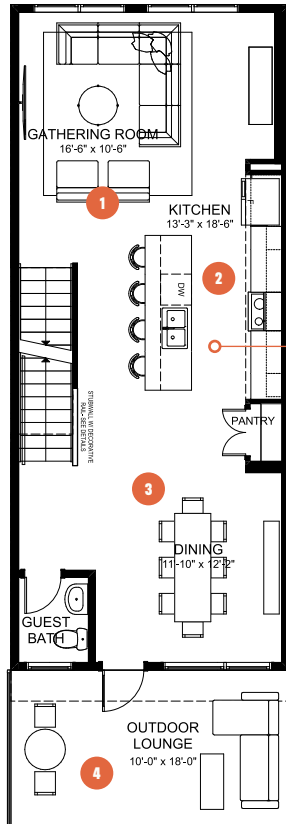 GATHERING ROOM
16'-6" x 10'-6"
1
KITCHEN
13'-3" x 18'-6"
2
DW
STUBWALL W/ DECORATIVE
RAIL- SEE DETAILS
PANTRY
3
DINING
11'-10" x 12'-2"
GUEST
BATH
OUTDOOR
LOUNGE
10'-0" x 18'-0"
4